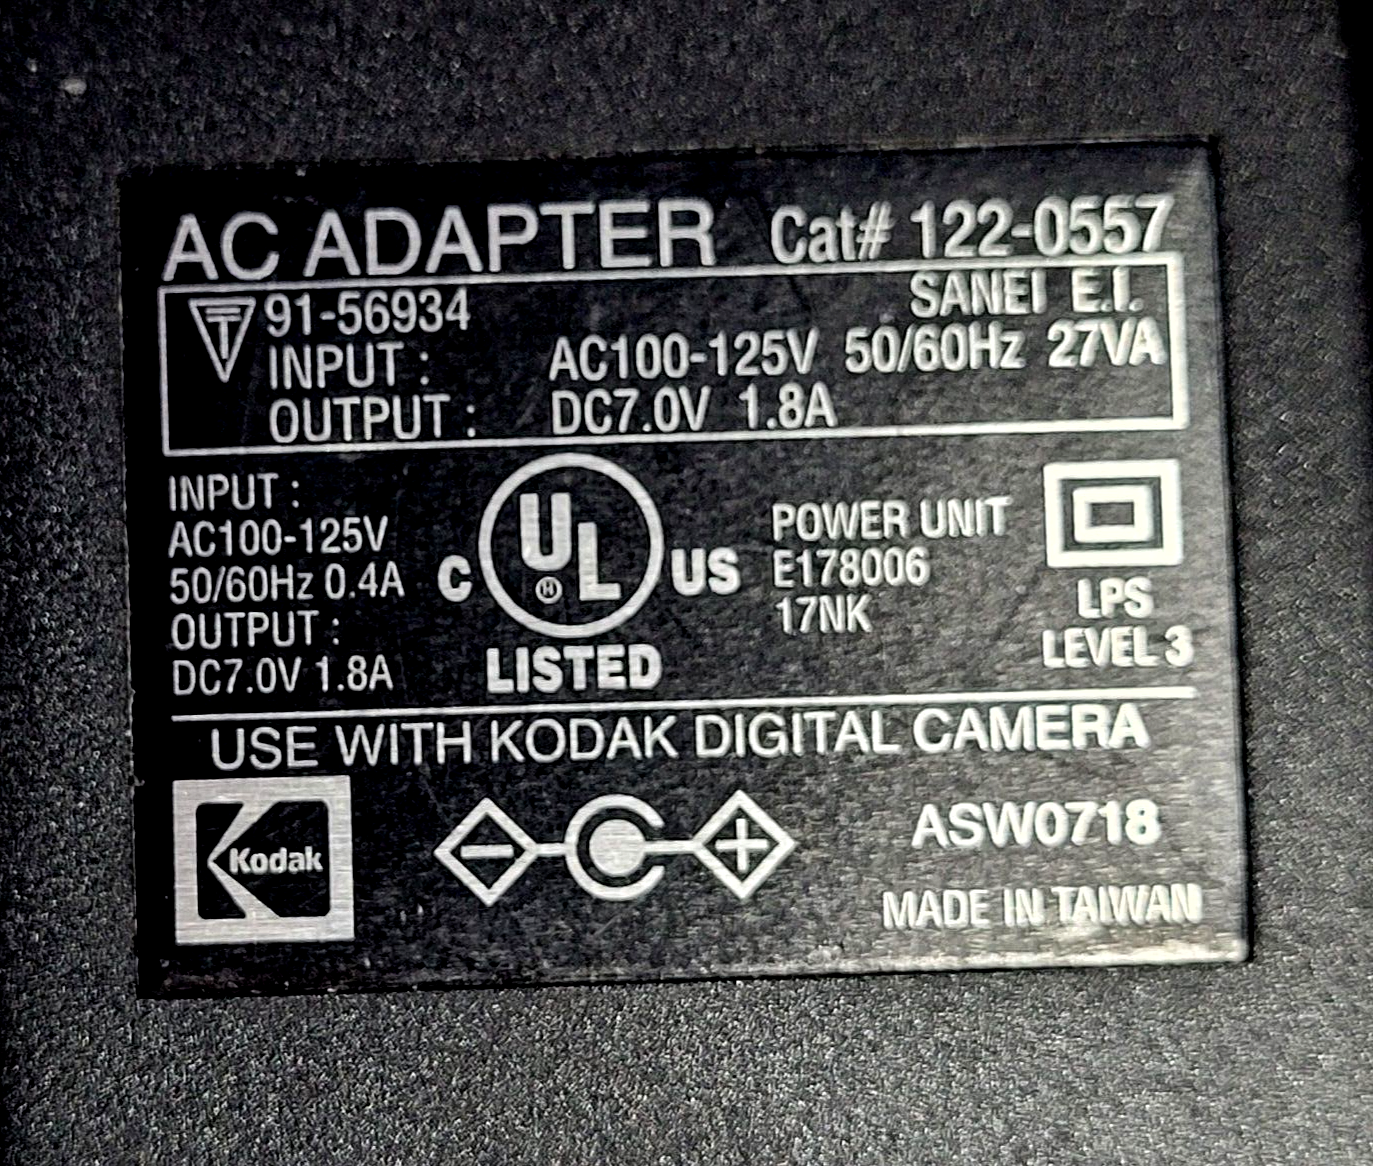 AC ADAPTER Cat# 122-0557
T 91-56934 SANEI E.I.
INPUT : AC100-125V 50/60Hz 27VA
OUTPUT : DC7.0V 1.8A
INPUT :
AC100-125V
50/60Hz 0.4A
OUTPUT :
DC7.0V 1.8A
C UL ® US
LISTED
POWER UNIT
E178006
17NK
LPS
LEVEL 3
USE WITH KODAK DIGITAL CAMERA
Kodak
− +
ASW0718
MADE IN TAIWAN